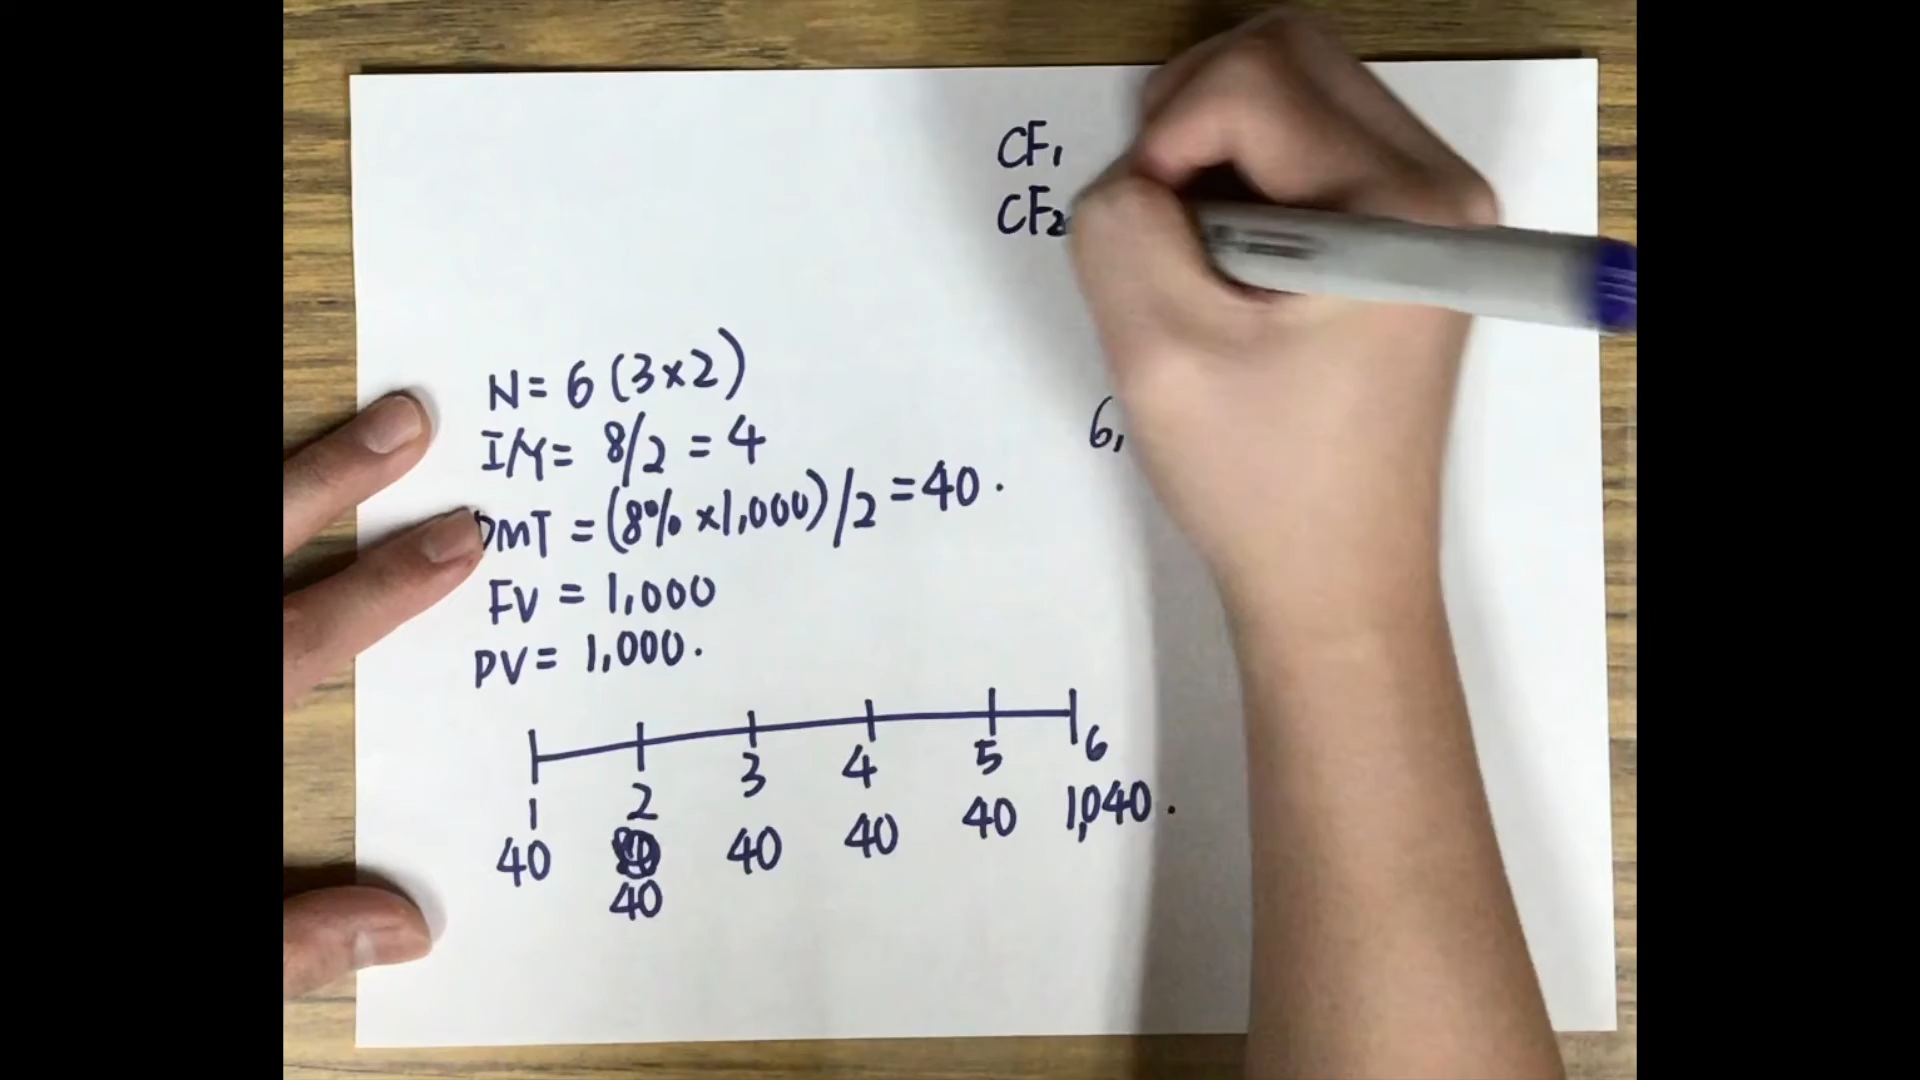 CF1
CF2
N= 6 (3×2)
6,
I/Y= 8/2 = 4
PMT = (8% ×1,000)/2 =40.
FV = 1,000
PV= 1,000.
1 2 3 4 5 6
40 40 40 40 40 1,040.